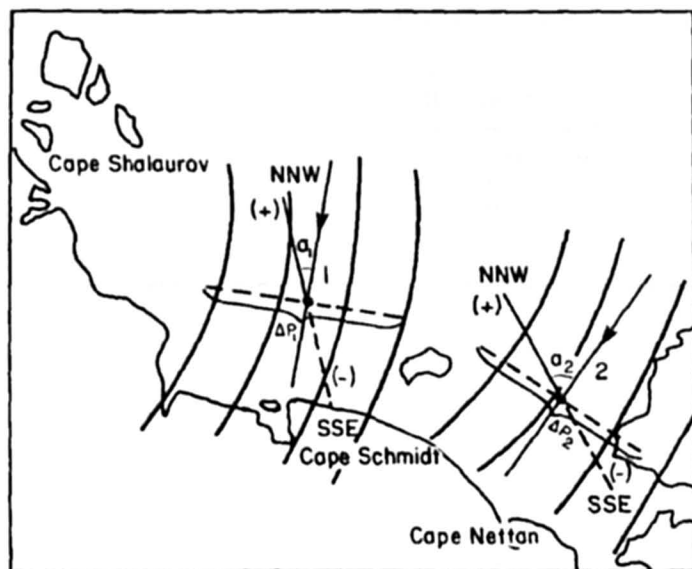 Cape Shalaurov
NNW
(+)
a₁
1
ΔP₁
(-)
SSE
Cape Schmidt
NNW
(+)
a₂
2
ΔP₂
(-)
SSE
Cape Nettan